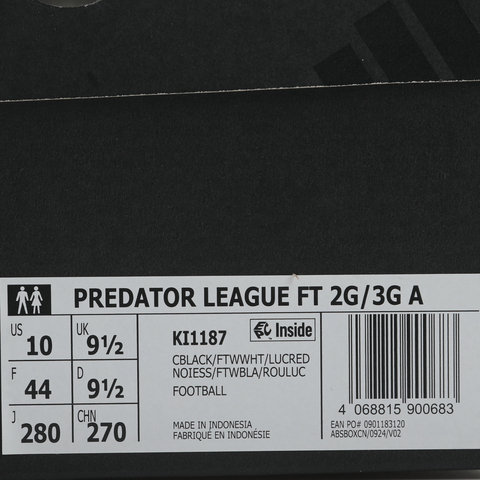 PREDATOR LEAGUE FT 2G/3G A
US 10 UK 9½
F 44 D 9½
J 280 CHN 270
KI1187 Inside
CBLACK/FTWWHT/LUCRED
NOIESS/FTWBLA/ROULUC
FOOTBALL
MADE IN INDONESIA
FABRIQUÉ EN INDONÉSIE
4 068815 900683
EAN PO# 0901183120
ABSBOXCN/0924/V02